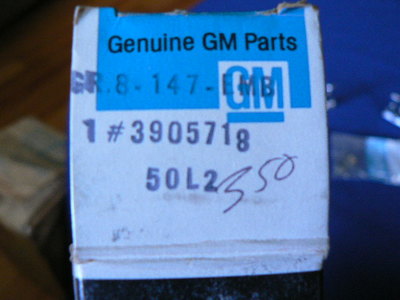 Genuine GM Parts
GR.8-147-EMB
GM
1 # 3905718
50L2
350